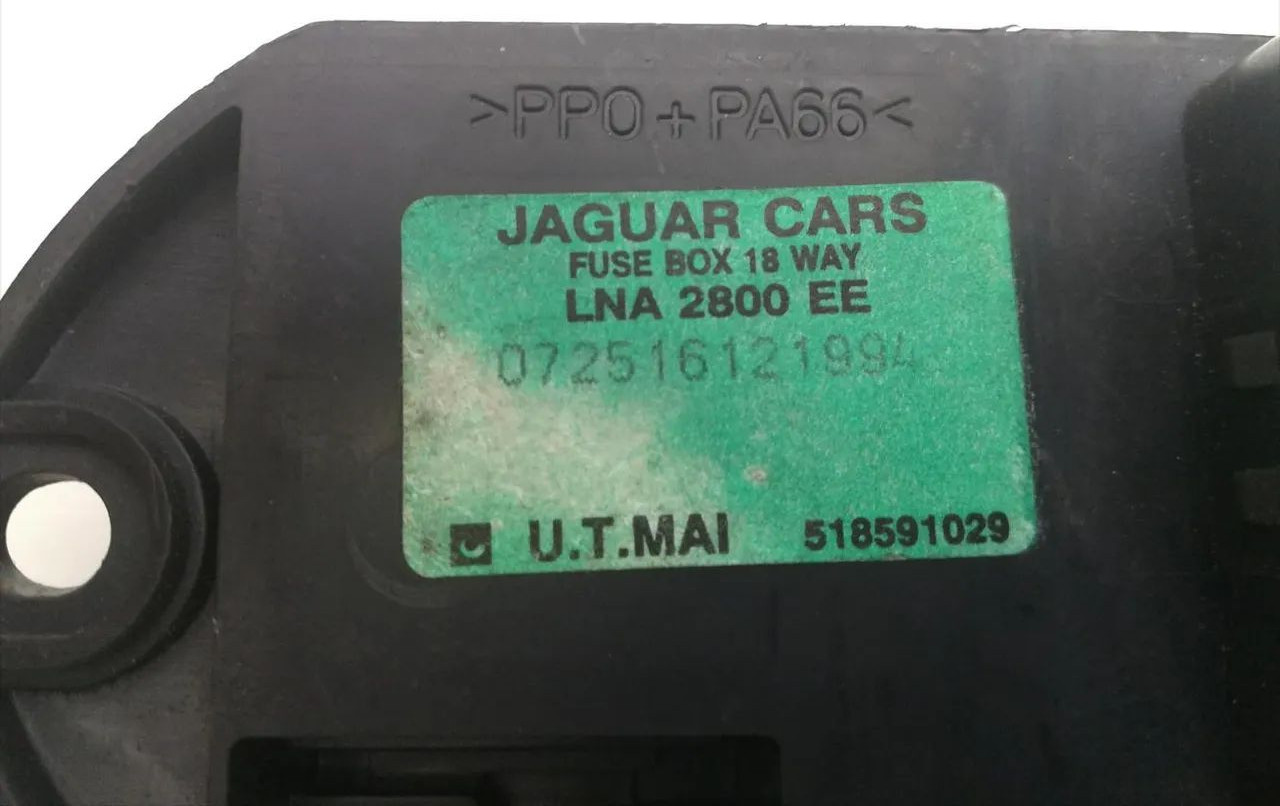 >PPO+PA66<
JAGUAR CARS
FUSE BOX 18 WAY
LNA 2800 EE
072516121994
U.T.MAI 518591029